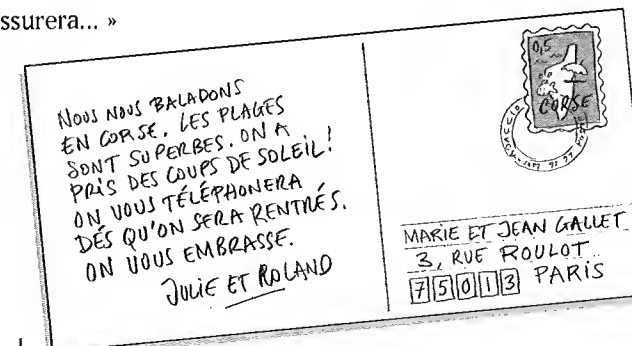 ssurera... »
NOUS NOUS BALADONS
EN CORSE. LES PLAGES
SONT SUPERBES. ON A
PRIS DES COUPS DE SOLEIL!
ON VOUS TÉLÉPHONERA
DÉS QU'ON SERA RENTRÉS.
ON VOUS EMBRASSE.
JULIE ET ROLAND
0,5
CORSE
MARIE ET JEAN GALLET
3, RUE ROULOT
75013 PARIS